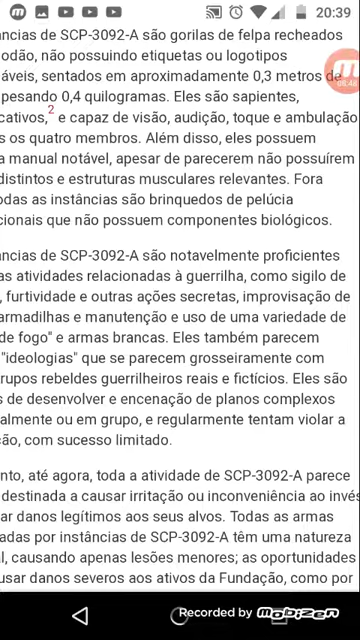 20:39
ncias de SCP-3092-A são gorilas de felpa recheados
odão, não possuindo etiquetas ou logotipos
áveis, sentados em aproximadamente 0,3 metros de
pesando 0,4 quilogramas. Eles são sapientes,
cativos,2 e capaz de visão, audição, toque e ambulação
s os quatro membros. Além disso, eles possuem
a manual notável, apesar de parecerem não possuírem
distintos e estruturas musculares relevantes. Fora
odas as instâncias são brinquedos de pelúcia
cionais que não possuem componentes biológicos.
ncias de SCP-3092-A são notavelmente proficientes
as atividades relacionadas à guerrilha, como sigilo de
, furtividade e outras ações secretas, improvisação de
armadilhas e manutenção e uso de uma variedade de
de fogo" e armas brancas. Eles também parecem
"ideologias" que se parecem grosseiramente com
rupos rebeldes guerrilheiros reais e fictícios. Eles são
s de desenvolver e encenação de planos complexos
almente ou em grupo, e regularmente tentam violar a
ção, com sucesso limitado.
nto, até agora, toda a atividade de SCP-3092-A parece
destinada a causar irritação ou inconveniência ao invés
ar danos legítimos aos seus alvos. Todas as armas
adas por instâncias de SCP-3092-A têm uma natureza
l, causando apenas lesões menores; as oportunidades
usar danos severos aos ativos da Fundação, como por
Recorded by mobizen